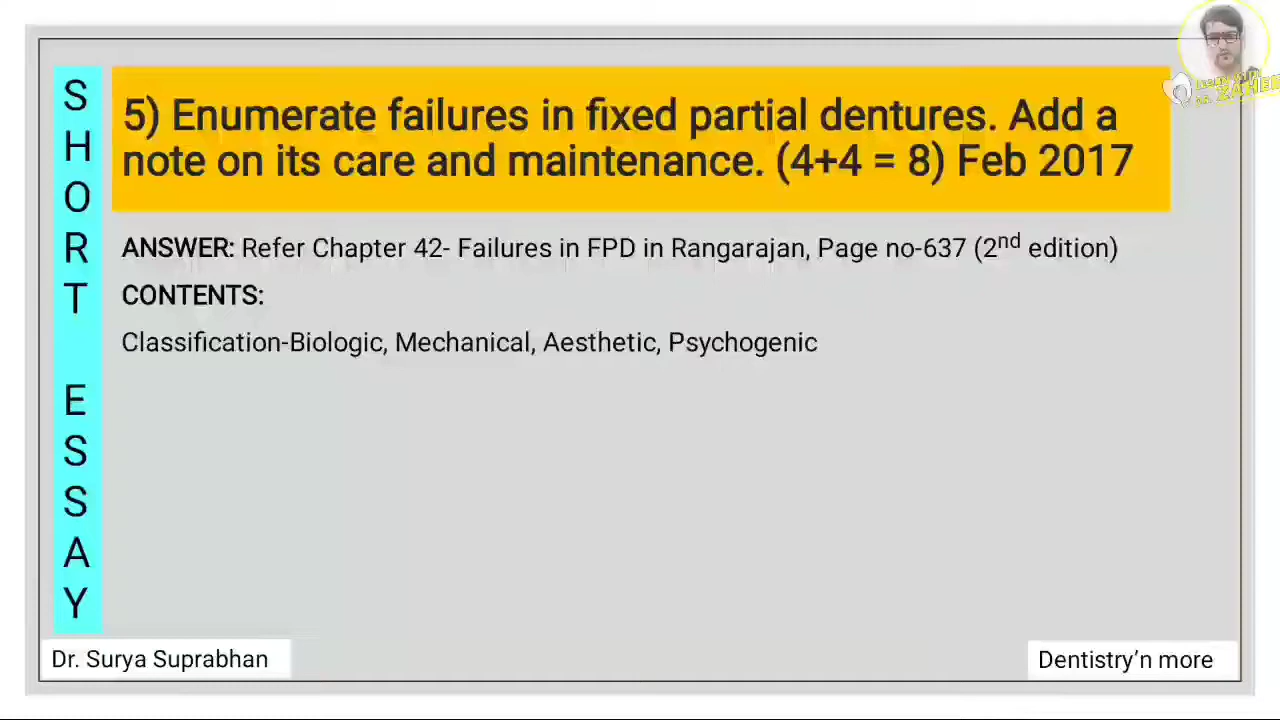 SHORT ESSAY
5) Enumerate failures in fixed partial dentures. Add a
note on its care and maintenance. (4+4 = 8) Feb 2017
ANSWER: Refer Chapter 42- Failures in FPD in Rangarajan, Page no-637 (2nd edition)
CONTENTS:
Classification-Biologic, Mechanical, Aesthetic, Psychogenic
Dr. Surya Suprabhan
Dentistry’n more